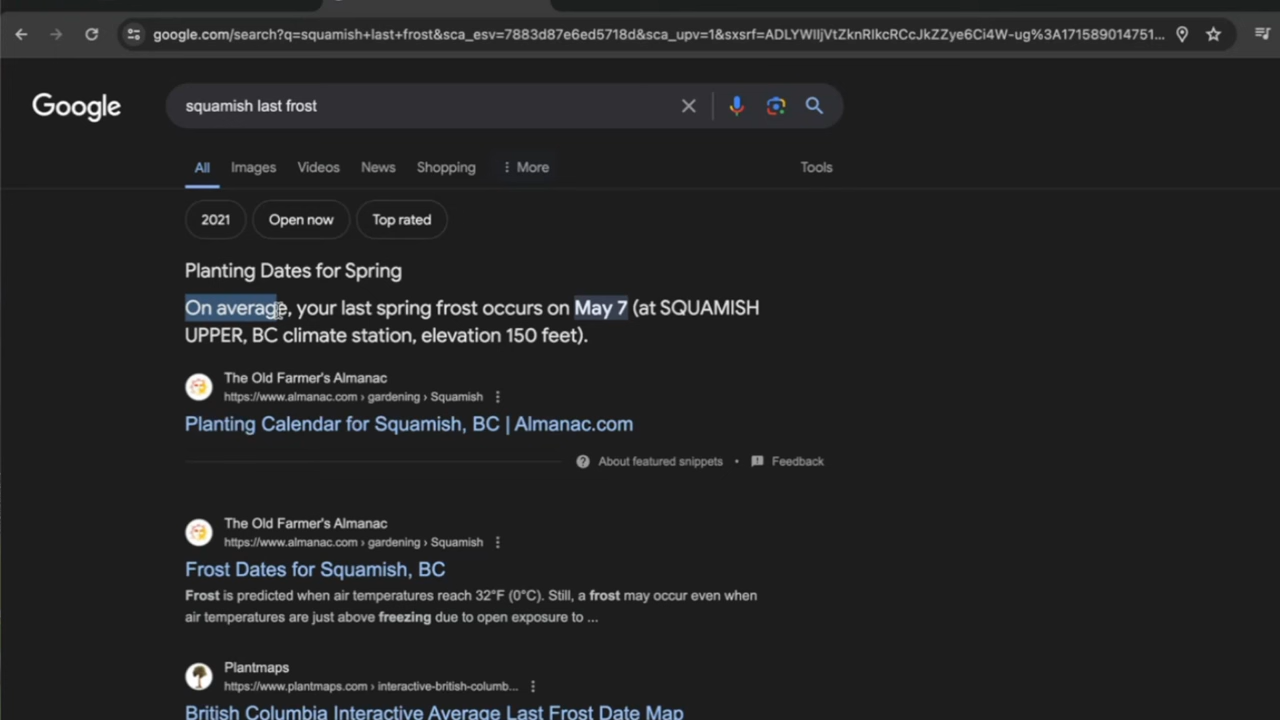 google.com/search?q=squamish+last+frost&sca_esv=7883d87e6ed5718d&sca_upv=1&sxsrf=ADLYWIljVtZknRlkcRCcJkZZye6Ci4W-ug%3A171589014751...
Google
squamish last frost
All Images Videos News Shopping More Tools
2021 Open now Top rated
Planting Dates for Spring
On average, your last spring frost occurs on May 7 (at SQUAMISH
UPPER, BC climate station, elevation 150 feet).
The Old Farmer's Almanac
https://www.almanac.com › gardening › Squamish
Planting Calendar for Squamish, BC | Almanac.com
About featured snippets • Feedback
The Old Farmer's Almanac
https://www.almanac.com › gardening › Squamish
Frost Dates for Squamish, BC
Frost is predicted when air temperatures reach 32°F (0°C). Still, a frost may occur even when
air temperatures are just above freezing due to open exposure to ...
Plantmaps
https://www.plantmaps.com › interactive-british-columb...
British Columbia Interactive Average Last Frost Date Map